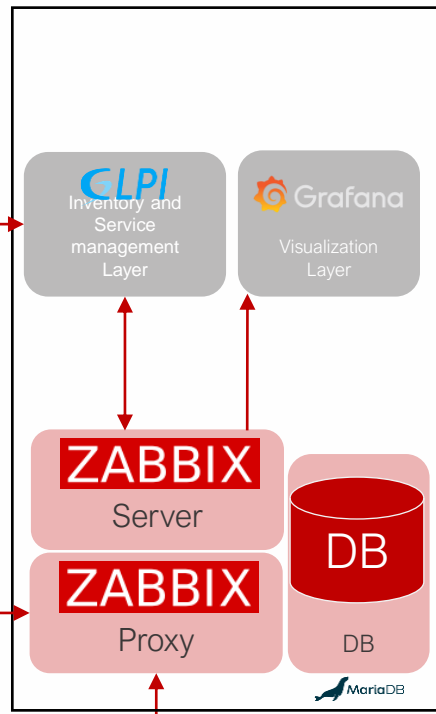 GLPI
Inventory and
Service
management
Layer
Grafana
Visualization
Layer
ZABBIX
Server
ZABBIX
Proxy
DB
DB
MariaDB